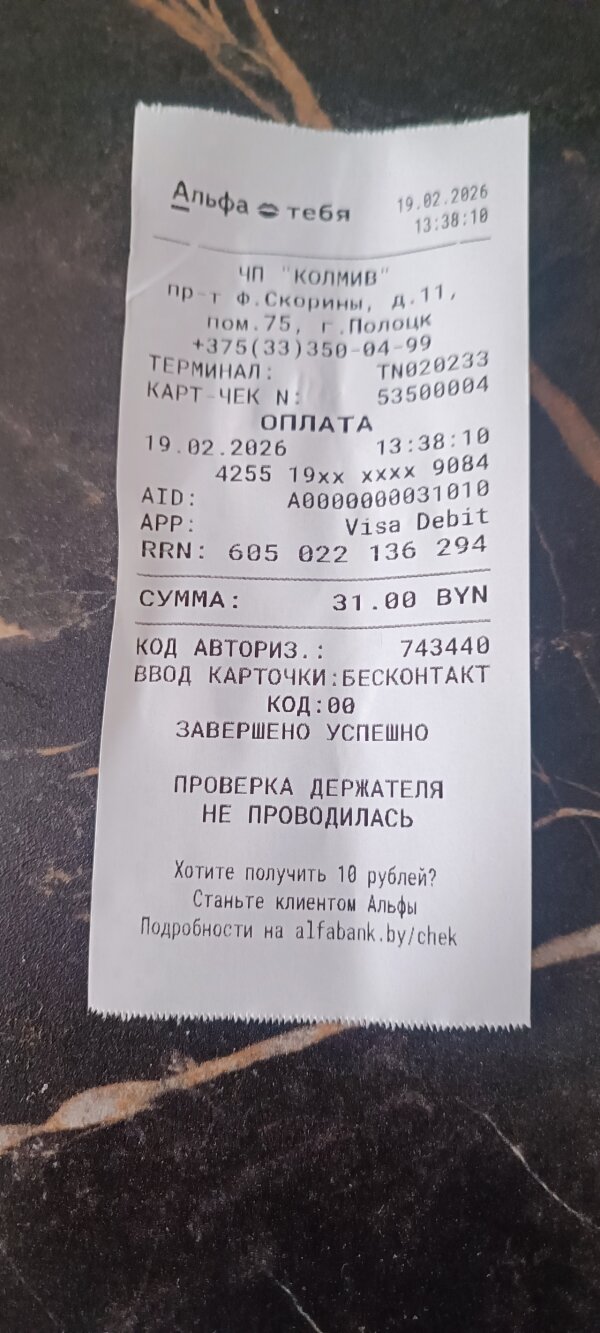 Альфа тебя
19.02.2026
13:38:10
ЧП "КОЛМИВ"
пр-т Ф.Скорины, д.11,
пом.75, г.Полоцк
+375(33)350-04-99
ТЕРМИНАЛ: TN020233
КАРТ-ЧЕК N: 53500004
ОПЛАТА
19.02.2026 13:38:10
4255 19xx xxxx 9084
AID: A0000000031010
APP: Visa Debit
RRN: 605 022 136 294
СУММА: 31.00 BYN
КОД АВТОРИЗ.: 743440
ВВОД КАРТОЧКИ:БЕСКОНТАКТ
КОД:00
ЗАВЕРШЕНО УСПЕШНО
ПРОВЕРКА ДЕРЖАТЕЛЯ
НЕ ПРОВОДИЛАСЬ
Хотите получить 10 рублей?
Станьте клиентом Альфы
Подробности на alfabank.by/chek